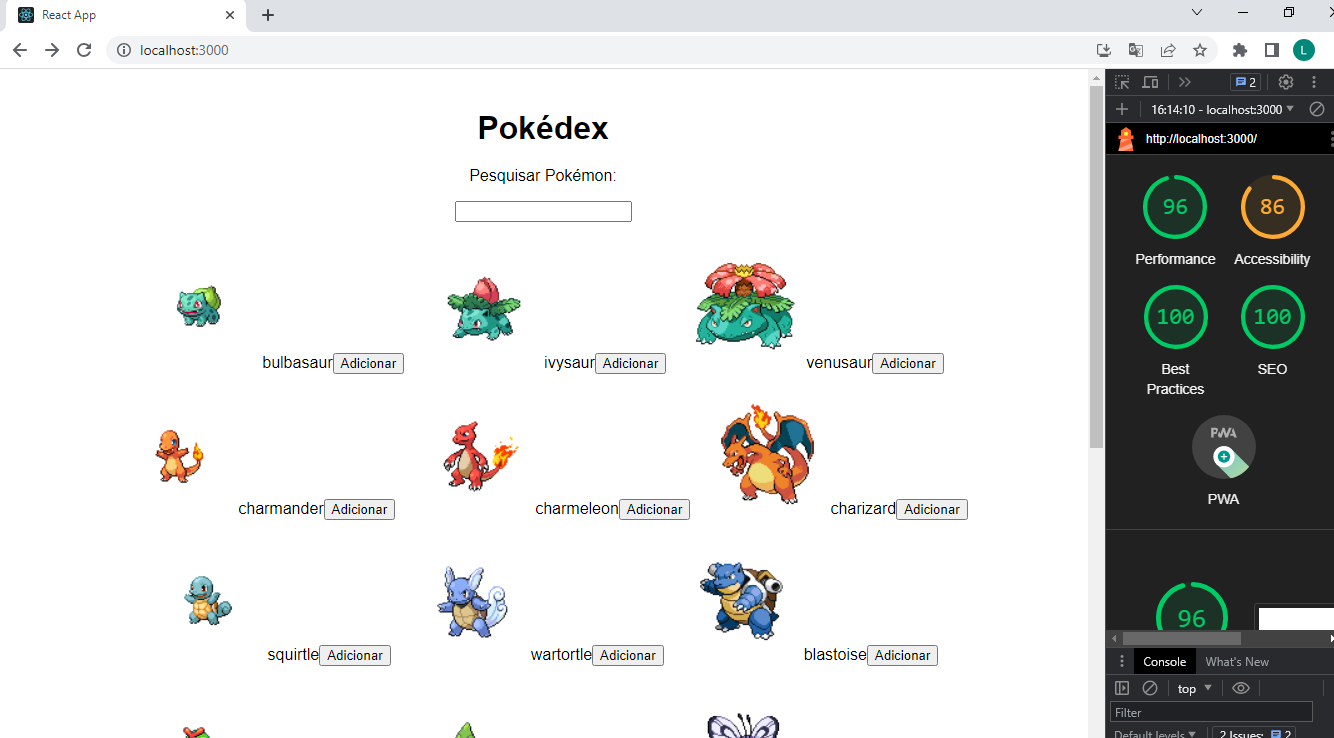 React App
localhost:3000
L
Pokédex
Pesquisar Pokémon:
bulbasaur Adicionar
ivysaur Adicionar
venusaur Adicionar
charmander Adicionar
charmeleon Adicionar
charizard Adicionar
squirtle Adicionar
wartortle Adicionar
blastoise Adicionar
2
16:14:10 - localhost:3000
http://localhost:3000/
96
86
Performance
Accessibility
100
100
Best
Practices
SEO
PWA
PWA
96
Console
What's New
top
Filter
Default levels
2 Issues:
2